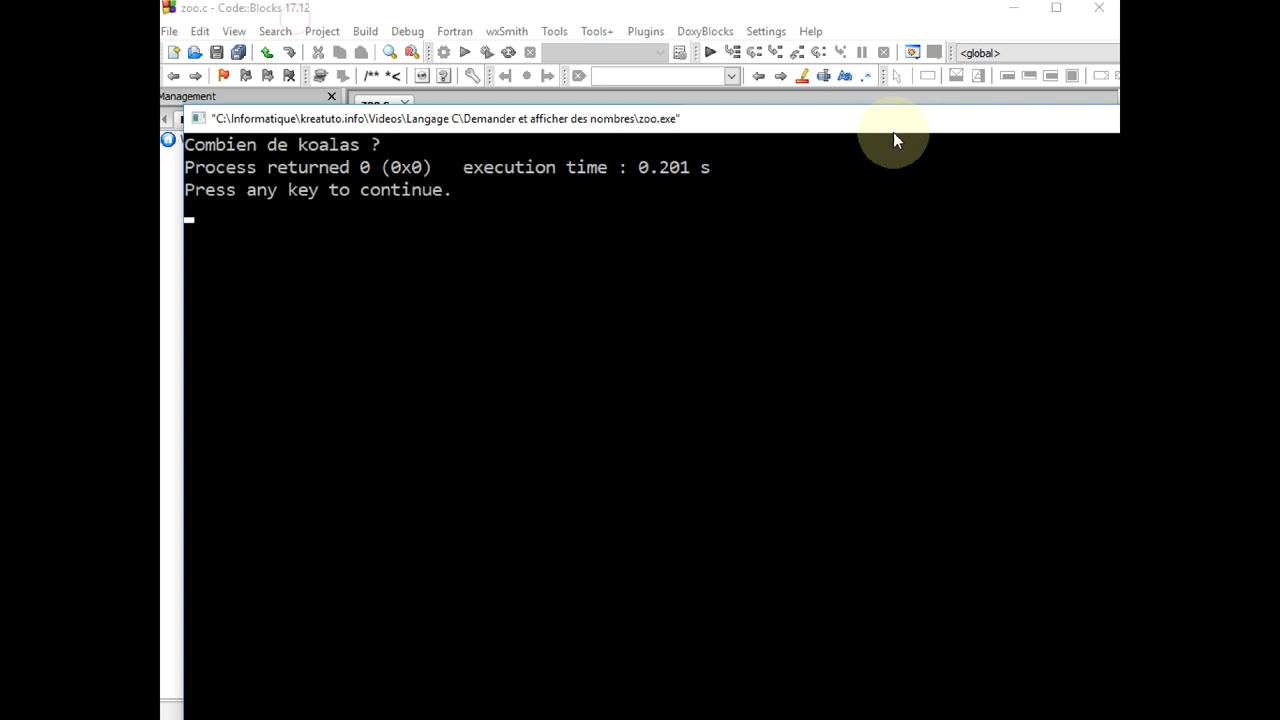 zoo.c - Code::Blocks 17.12
File Edit View Search Project Build Debug Fortran wxSmith Tools Tools+ Plugins DoxyBlocks Settings Help
<global>
/** *<
Management
zoo.c
"C:\Informatique\kreatuto.info\Videos\Langage C\Demander et afficher des nombres\zoo.exe"
Combien de koalas ?
Process returned 0 (0x0)   execution time : 0.201 s
Press any key to continue.